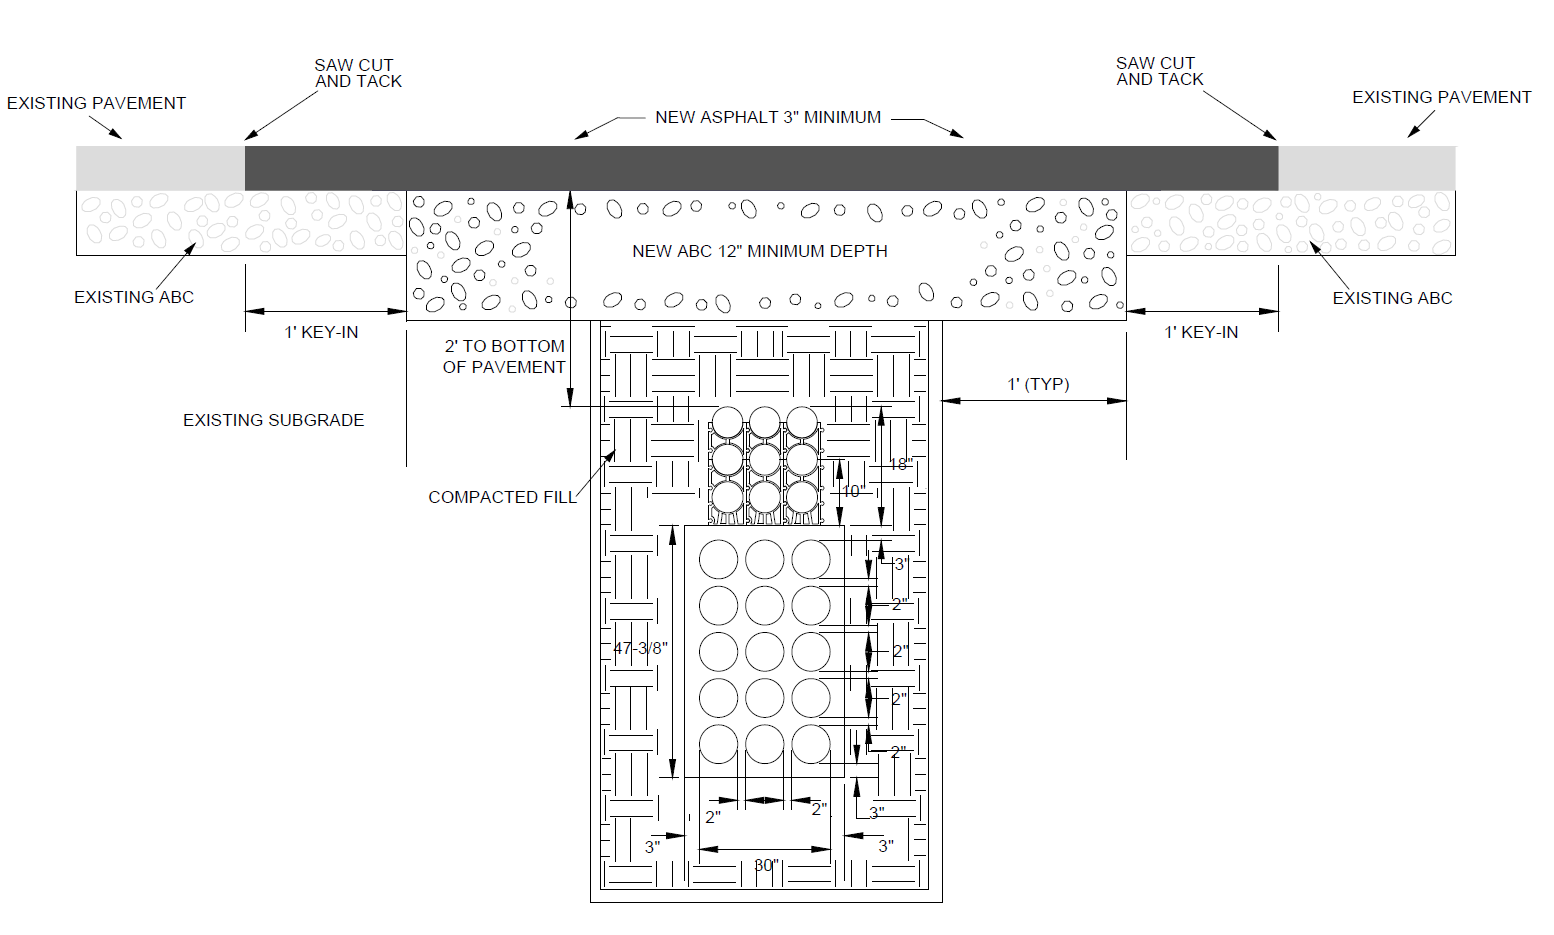 SAW CUT
AND TACK
SAW CUT
AND TACK
EXISTING PAVEMENT
NEW ASPHALT 3" MINIMUM
EXISTING PAVEMENT
NEW ABC 12" MINIMUM DEPTH
EXISTING ABC
EXISTING ABC
1' KEY-IN
1' KEY-IN
2' TO BOTTOM
OF PAVEMENT
1' (TYP)
EXISTING SUBGRADE
18"
10"
COMPACTED FILL
3"
2"
47-3/8"
2"
2"
2"
2"
2"
3"
3"
3"
30"